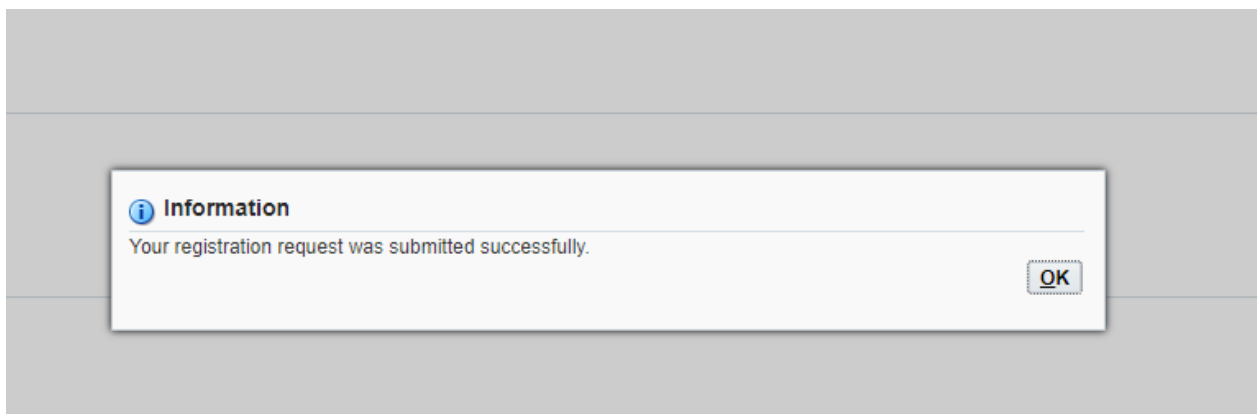 Information
Your registration request was submitted successfully.
OK